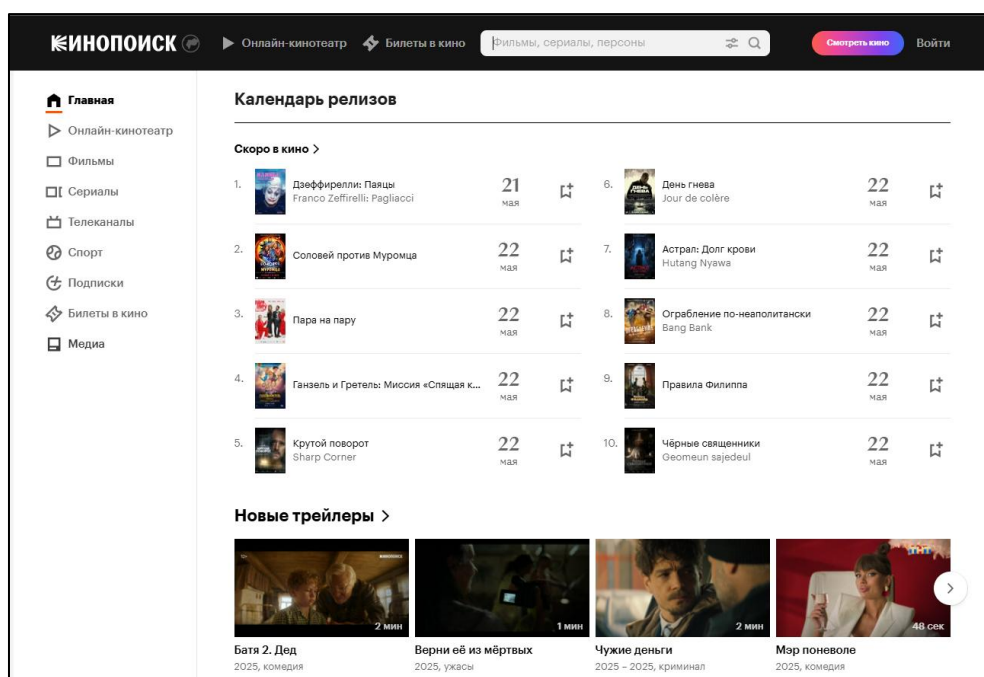 КИНОПОИСК
Онлайн-кинотеатр
Билеты в кино
Фильмы, сериалы, персоны
Смотреть кино
Войти
Главная
Онлайн-кинотеатр
Фильмы
Сериалы
Телеканалы
Спорт
Подписки
Билеты в кино
Медиа
Календарь релизов
Скоро в кино
1.
Дзеффирелли: Паяцы
Franco Zeffirelli: Pagliacci
21
мая
2.
Соловей против Муромца
22
мая
3.
Пара на пару
22
мая
4.
Ганзель и Гретель: Миссия «Спящая к...
22
мая
5.
Крутой поворот
Sharp Corner
22
мая
6.
ДЕНЬ
ГНЕВА
День гнева
Jour de colère
22
мая
7.
Астрал: Долг крови
Hutang Nyawa
22
мая
8.
Ограбление по-неаполитански
Bang Bank
22
мая
9.
Правила Филиппа
22
мая
10.
Чёрные священники
Geomeun sajedeul
22
мая
Новые трейлеры
2 мин
Батя 2. Дед
2025, комедия
1 мин
Верни её из мёртвых
2025, ужасы
2 мин
Чужие деньги
2025 – 2025, криминал
ТНТ
48 сек
Мэр поневоле
2025, комедия